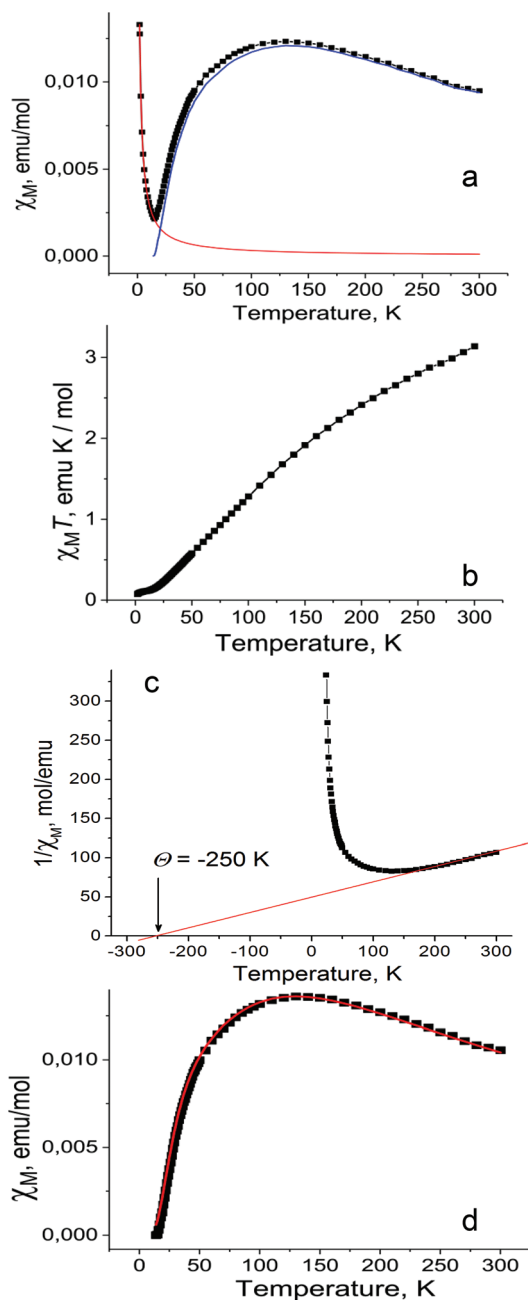 0,010
0,005
0,000
χM, emu/mol
a
0 50 100 150 200 250 300
Temperature, K
3
2
1
0
χMT, emu K / mol
b
0 50 100 150 200 250 300
Temperature, K
c
300
250
200
150
100
50
0
1/χM, mol/emu
Θ = -250 K
-300 -200 -100 0 100 200 300
Temperature, K
0,010
0,005
0,000
χM, emu/mol
d
0 50 100 150 200 250 300
Temperature, K